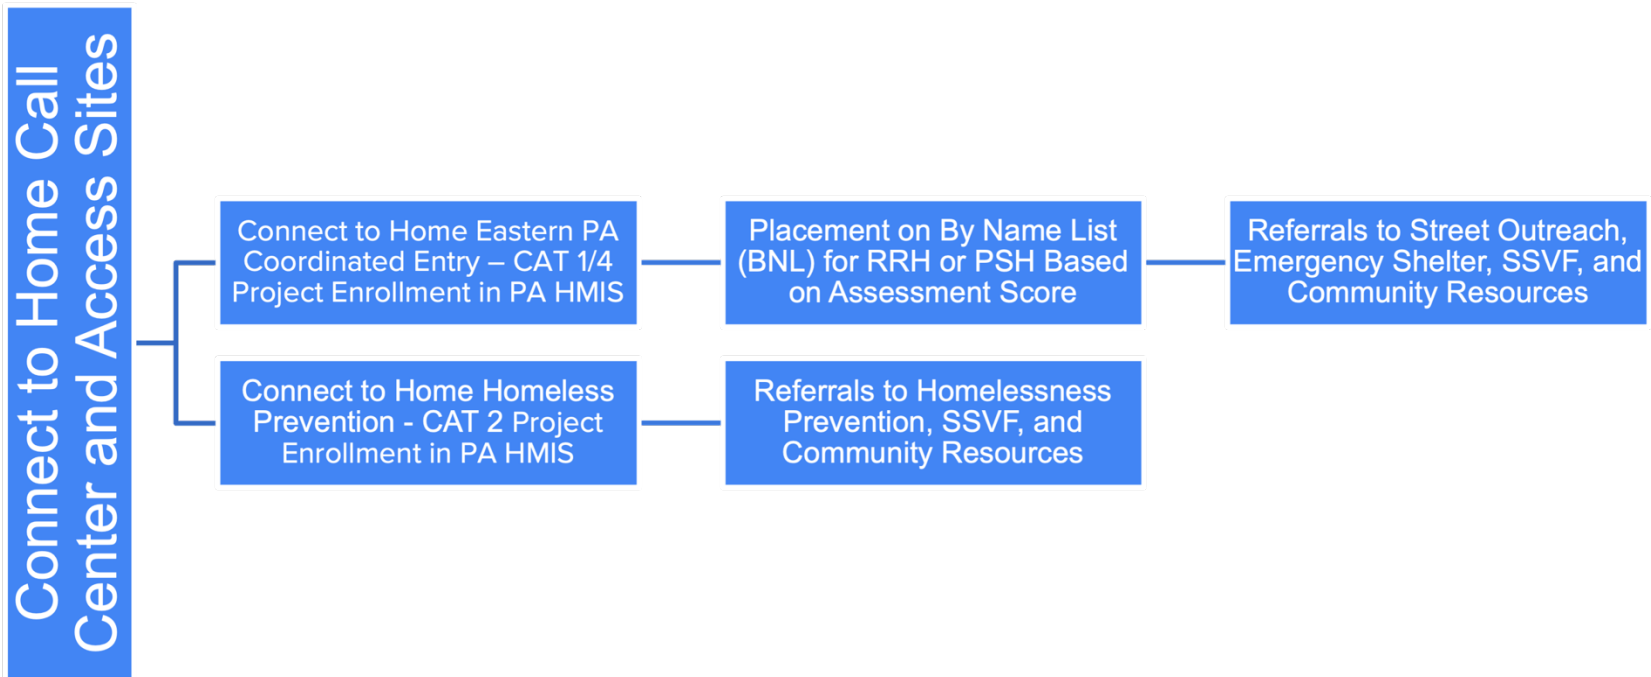 Connect to Home Call
Center and Access Sites
Connect to Home Eastern PA
Coordinated Entry – CAT 1/4
Project Enrollment in PA HMIS
Placement on By Name List
(BNL) for RRH or PSH Based
on Assessment Score
Referrals to Street Outreach,
Emergency Shelter, SSVF, and
Community Resources
Connect to Home Homeless
Prevention - CAT 2 Project
Enrollment in PA HMIS
Referrals to Homelessness
Prevention, SSVF, and
Community Resources